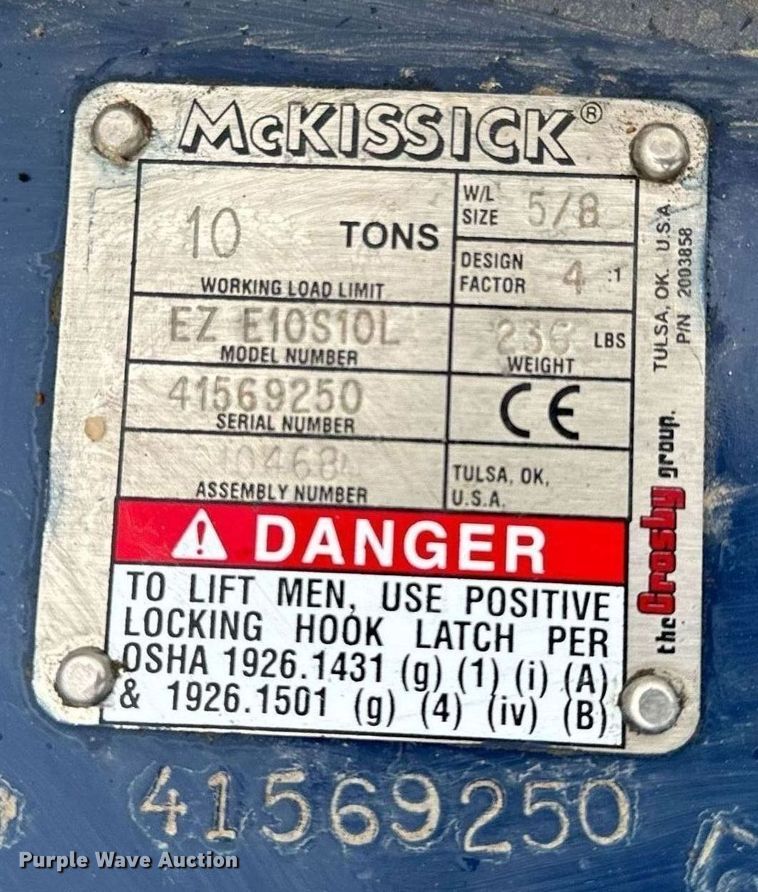 McKISSICK®
10 TONS
WORKING LOAD LIMIT
W/L SIZE 5/8
DESIGN FACTOR 4 :1
EZ E10S10L
MODEL NUMBER
236 LBS
WEIGHT
41569250
SERIAL NUMBER
CE
ASSEMBLY NUMBER
TULSA, OK,
U.S.A.
DANGER
TO LIFT MEN, USE POSITIVE
LOCKING HOOK LATCH PER
OSHA 1926.1431 (g) (1) (i) (A)
& 1926.1501 (g) (4) (iv) (B)
the Crosby group. TULSA, OK. U.S.A.
P/N 2003858
41569250
Purple Wave Auction